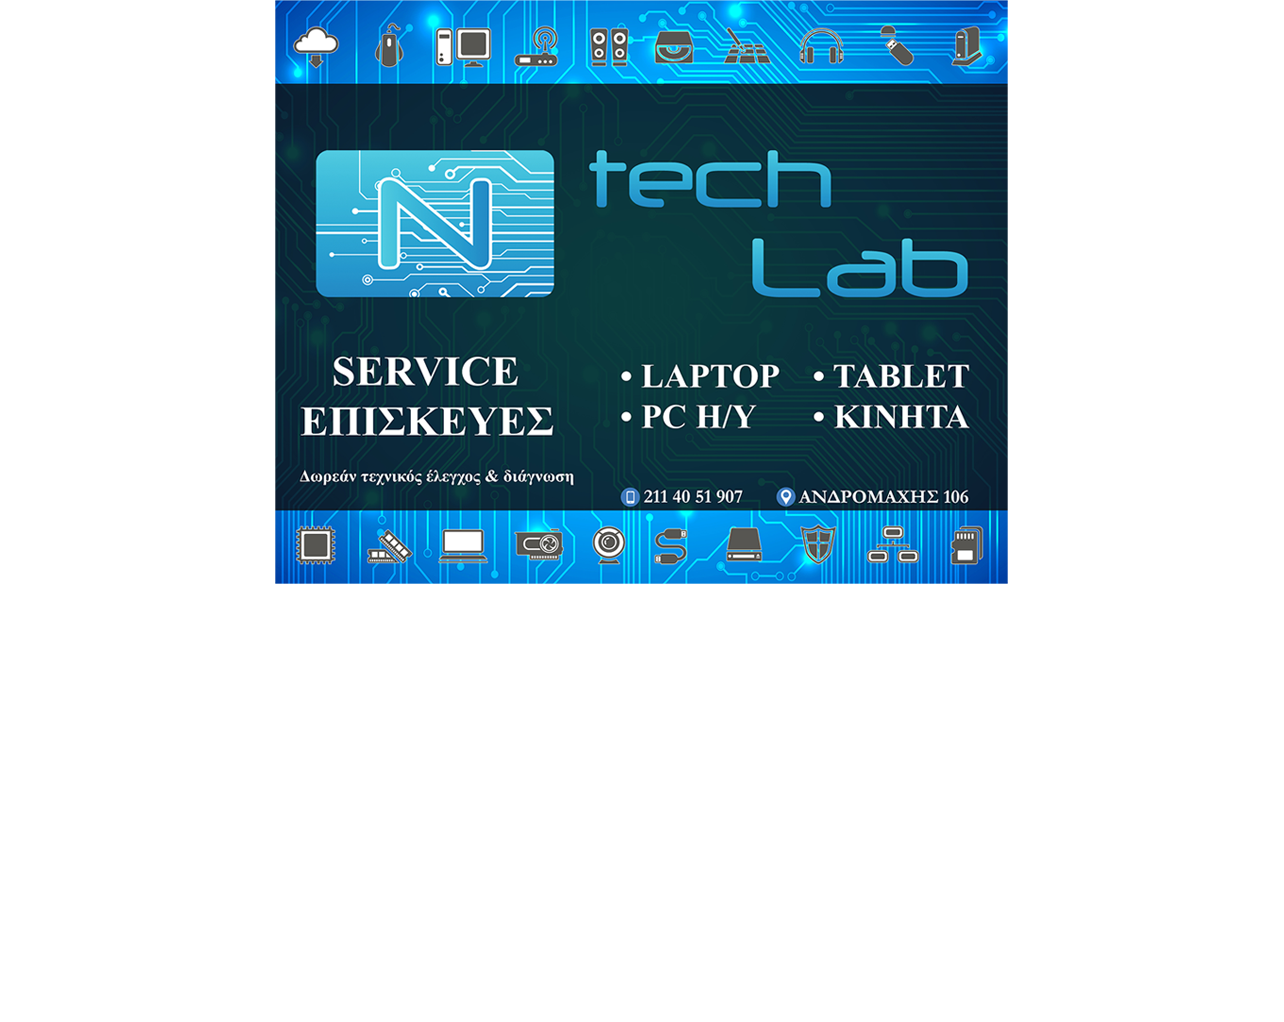 N
tech
Lab
SERVICE
ΕΠΙΣΚΕΥΕΣ
• LAPTOP
• TABLET
• PC Η/Υ
• ΚΙΝΗΤΑ
Δωρεάν τεχνικός έλεγχος & διάγνωση
211 40 51 907
ΑΝΔΡΟΜΑΧΗΣ 106